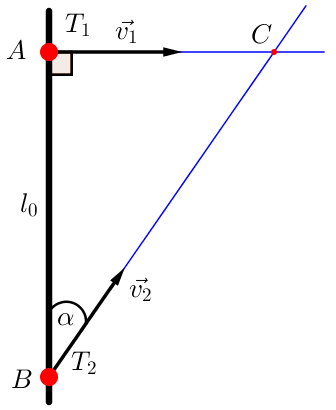 T₁
A
v⃗₁
C
l₀
v⃗₂
α
T₂
B